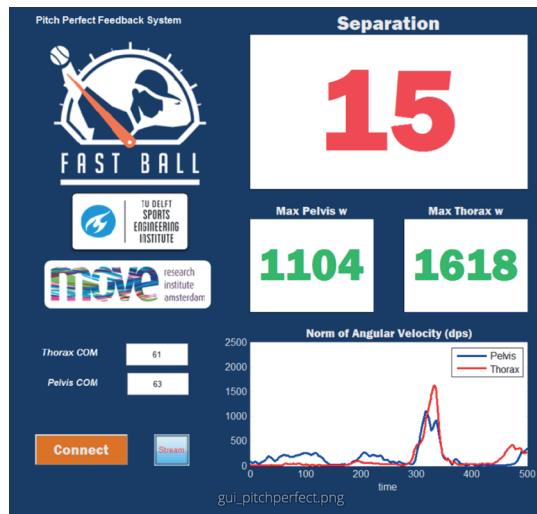 Pitch Perfect Feedback System
Separation
15
FAST BALL
TU DELFT
SPORTS
ENGINEERING
INSTITUTE
Max Pelvis w
Max Thorax w
1104
1618
move
research
institute
amsterdam
Norm of Angular Velocity (dps)
2500
2000
1500
1000
500
0
Pelvis
Thorax
0
100
200
300
400
500
time
Thorax COM
61
Pelvis COM
63
Connect
Stream
gui_pitchperfect.png